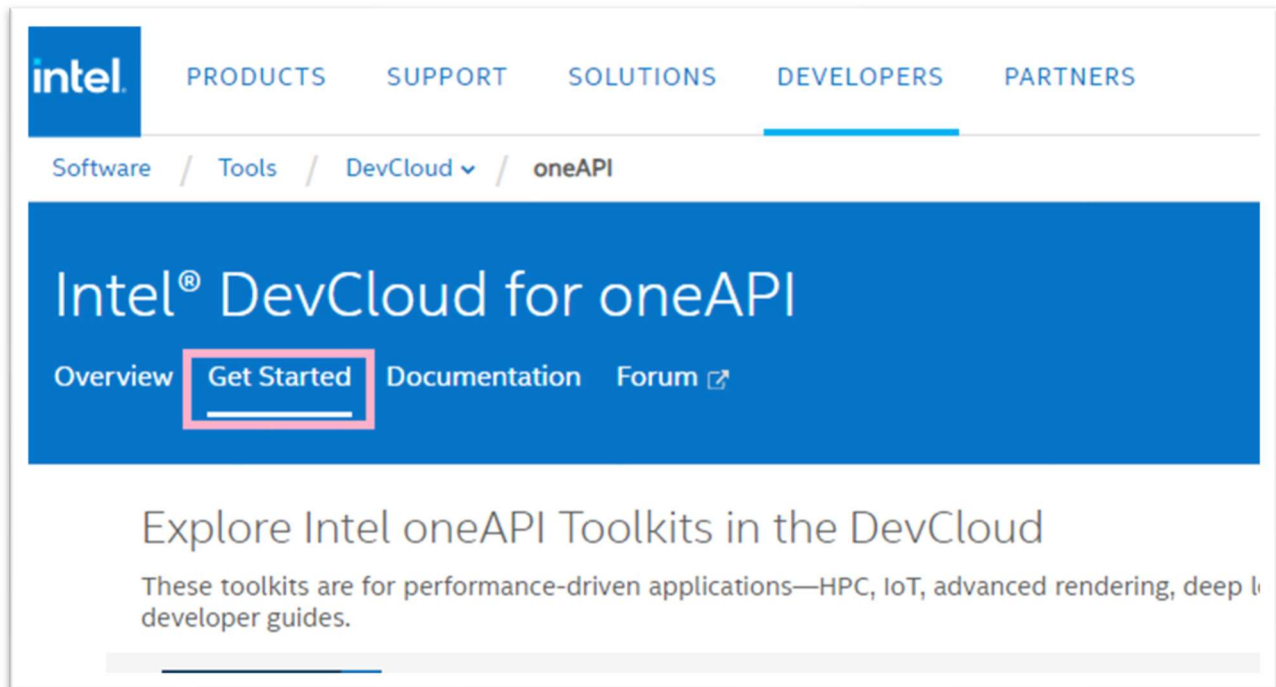 intel.
PRODUCTS SUPPORT SOLUTIONS DEVELOPERS PARTNERS
Software / Tools / DevCloud / oneAPI
Intel® DevCloud for oneAPI
Overview Get Started Documentation Forum
Explore Intel oneAPI Toolkits in the DevCloud
These toolkits are for performance-driven applications—HPC, IoT, advanced rendering, deep
developer guides.